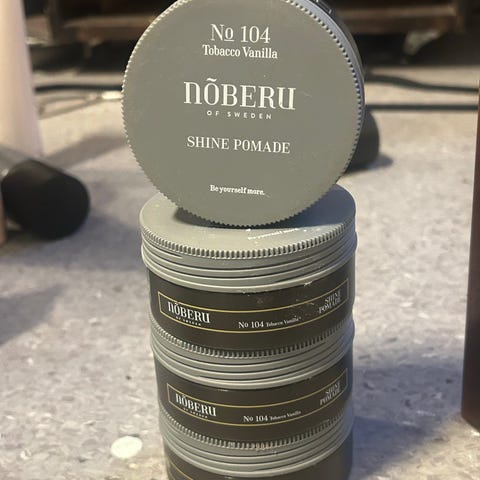 No 104
Tobacco Vanilla
nõBERU
OF SWEDEN
SHINE POMADE
Be yourself more.
nõBERU
OF SWEDEN
No 104 Tobacco Vanilla
SHINE
POMADE
nõBERU
OF SWEDEN
No 104 Tobacco Vanilla
SHINE
POMADE